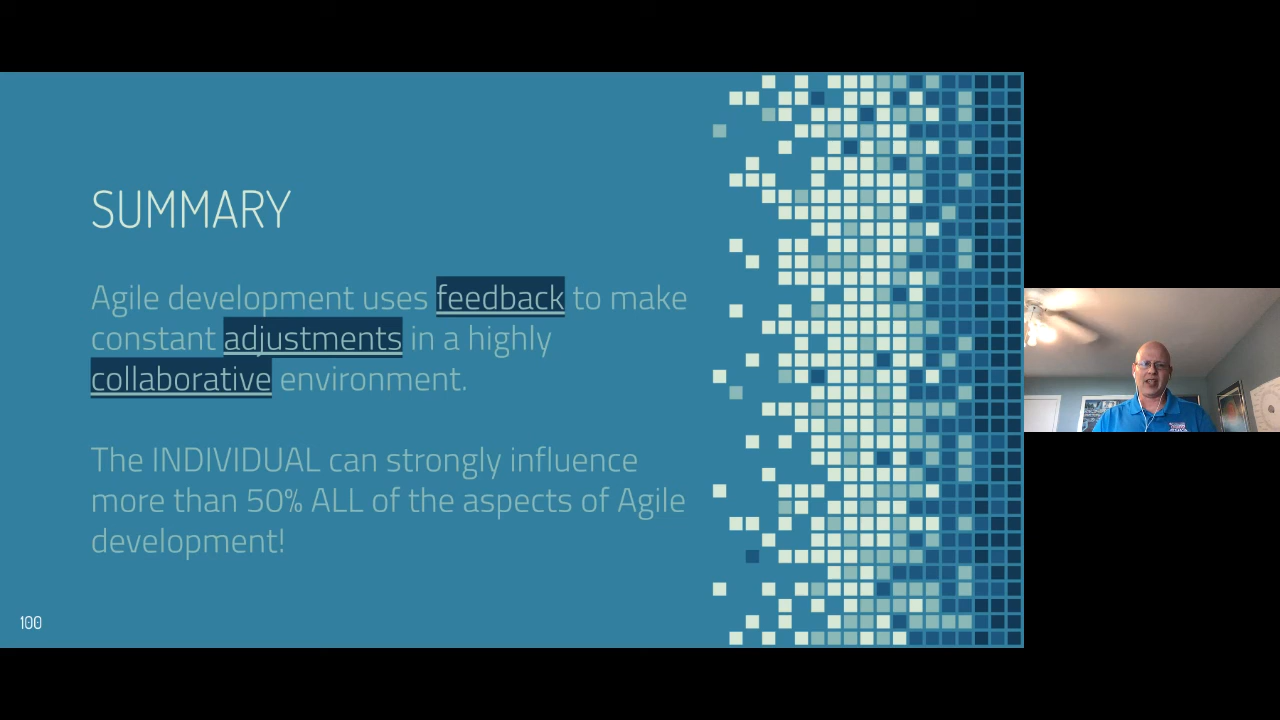 SUMMARY
Agile development uses feedback to make
constant adjustments in a highly
collaborative environment.
The INDIVIDUAL can strongly influence
more than 50% ALL of the aspects of Agile
development!
100